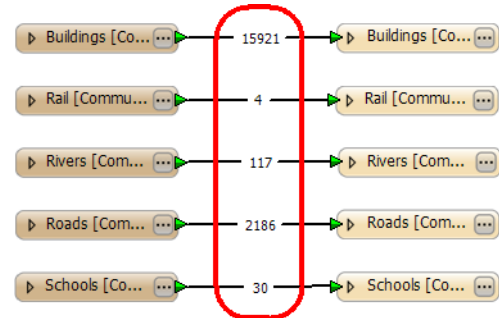 Buildings [Co... 15921 Buildings [Co...
Rail [Commu... 4 Rail [Commu...
Rivers [Com... 117 Rivers [Com...
Roads [Com... 2186 Roads [Com...
Schools [Co... 30 Schools [Co...